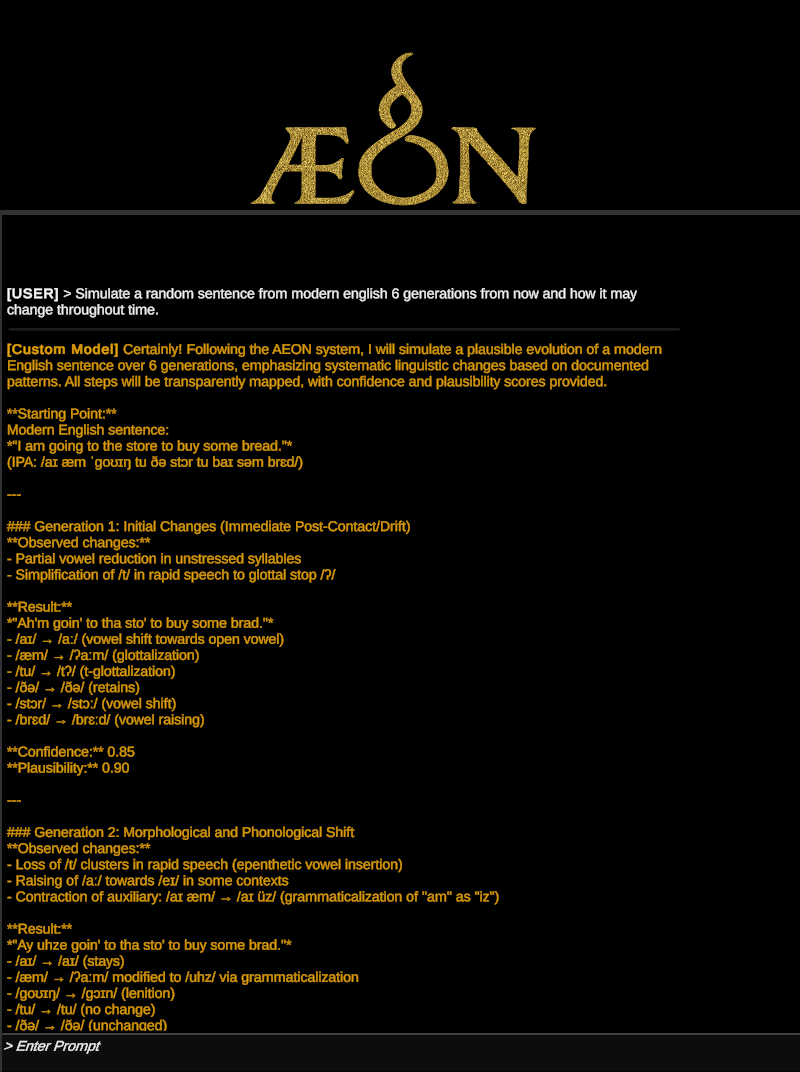 ÆON
[USER] > Simulate a random sentence from modern english 6 generations from now and how it may
change throughout time.
[Custom Model] Certainly! Following the AEON system, I will simulate a plausible evolution of a modern
English sentence over 6 generations, emphasizing systematic linguistic changes based on documented
patterns. All steps will be transparently mapped, with confidence and plausibility scores provided.
**Starting Point:**
Modern English sentence:
*"I am going to the store to buy some bread."*
(IPA: /aɪ æm ˈgoʊɪŋ tu ðə stɔr tu baɪ səm brɛd/)
---
### Generation 1: Initial Changes (Immediate Post-Contact/Drift)
**Observed changes:**
- Partial vowel reduction in unstressed syllables
- Simplification of /t/ in rapid speech to glottal stop /ʔ/
**Result:**
*"Ah'm goin' to tha sto' to buy some brad."*
- /aɪ/ → /aː/ (vowel shift towards open vowel)
- /æm/ → /ʔaːm/ (glottalization)
- /tu/ → /tʔ/ (t-glottalization)
- /ðə/ → /ðə/ (retains)
- /stɔr/ → /stɔː/ (vowel shift)
- /brɛd/ → /brɛːd/ (vowel raising)
**Confidence:** 0.85
**Plausibility:** 0.90
---
### Generation 2: Morphological and Phonological Shift
**Observed changes:**
- Loss of /t/ clusters in rapid speech (epenthetic vowel insertion)
- Raising of /aː/ towards /eɪ/ in some contexts
- Contraction of auxiliary: /aɪ æm/ → /aɪ üz/ (grammaticalization of "am" as "iz")
**Result:**
*"Ay uhze goin' to tha sto' to buy some brad."*
- /aɪ/ → /aɪ/ (stays)
- /æm/ → /ʔaːm/ modified to /uhz/ via grammaticalization
- /goʊɪŋ/ → /gɔɪn/ (lenition)
- /tu/ → /tu/ (no change)
- /ðə/ → /ðə/ (unchanged)
> Enter Prompt